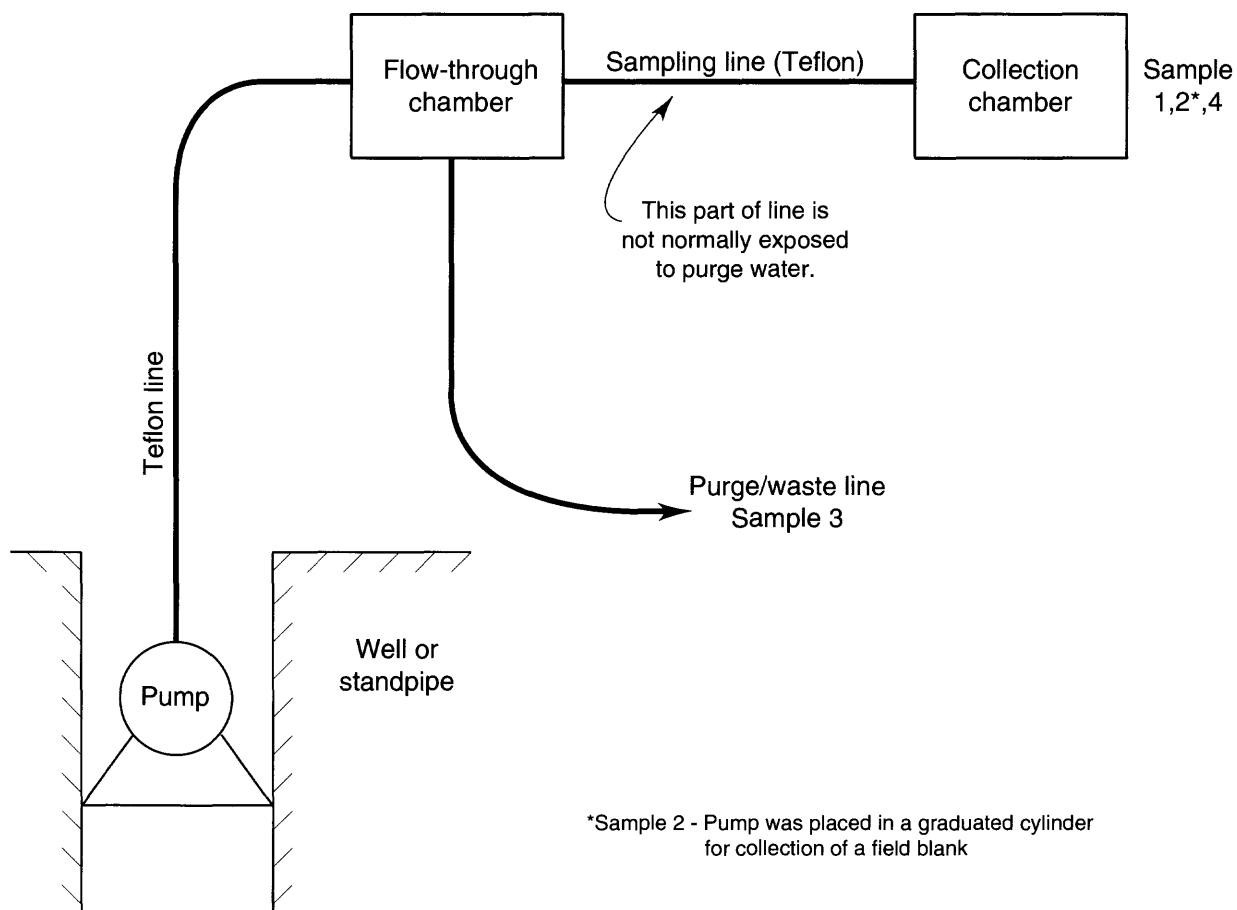 Flow-through
chamber
Sampling line (Teflon)
Collection
chamber
Sample
1,2*,4
This part of line is
not normally exposed
to purge water.
Teflon line
Purge/waste line
Sample 3
Well or
standpipe
Pump
*Sample 2 - Pump was placed in a graduated cylinder
for collection of a field blank